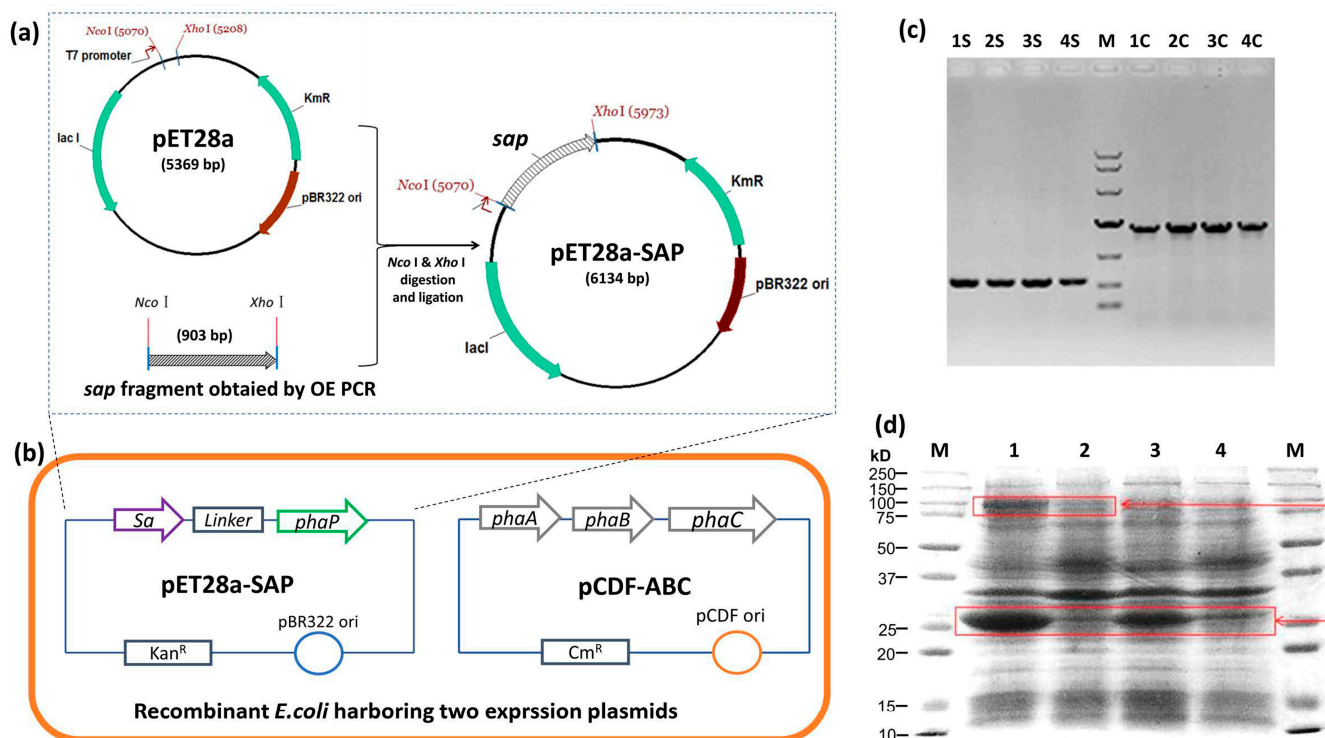 (a)
NcoI (5070)
XhoI (5208)
T7 promoter
KmR
lac I
pET28a
(5369 bp)
pBR322 ori
Nco I
Xho I
(903 bp)
sap fragment obtaied by OE PCR
Nco I & Xho I
digestion
and ligation
XhoI (5973)
sap
NcoI (5070)
KmR
pET28a-SAP
(6134 bp)
pBR322 ori
lacI
(b)
Sa
Linker
phaP
pET28a-SAP
pBR322 ori
KanR
phaA
phaB
phaC
pCDF-ABC
pCDF ori
CmR
Recombinant E.coli harboring two exprssion plasmids
(c)
1S 2S 3S 4S M 1C 2C 3C 4C
(d)
kD M 1 2 3 4 M
250
150
100
75
50
37
25
20
15
10